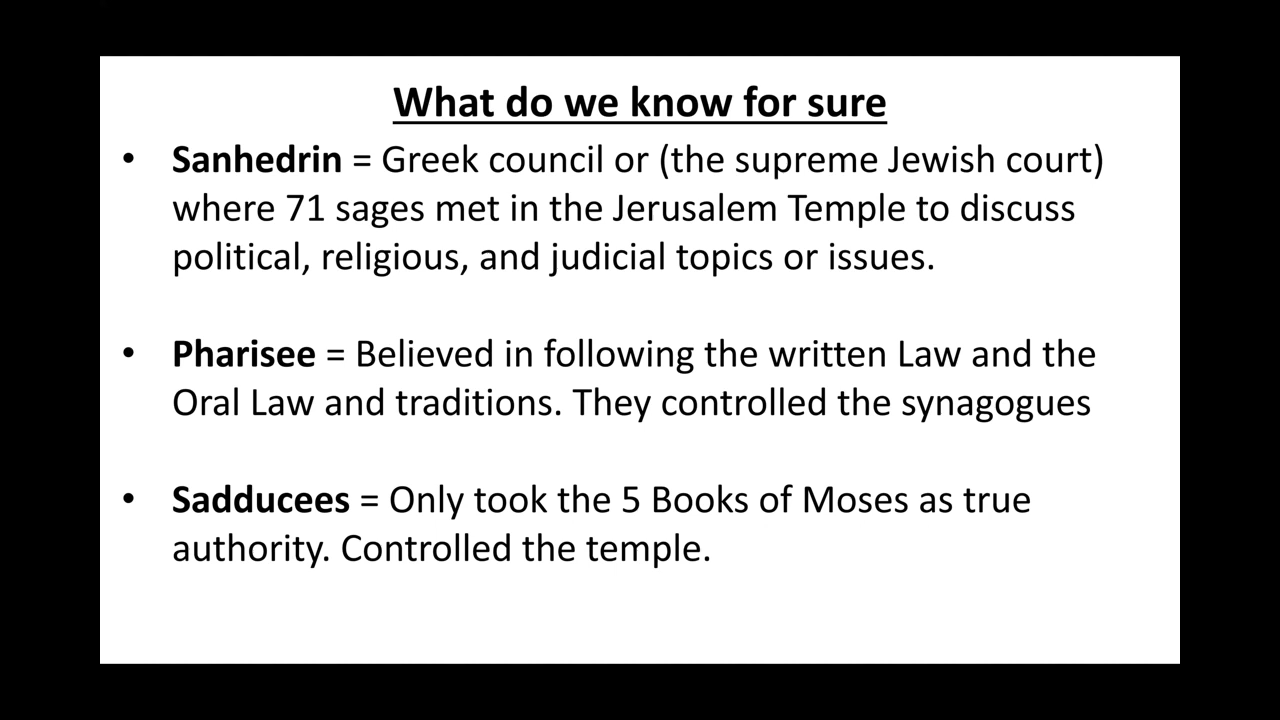 What do we know for sure
• Sanhedrin = Greek council or (the supreme Jewish court)
where 71 sages met in the Jerusalem Temple to discuss
political, religious, and judicial topics or issues.
• Pharisee = Believed in following the written Law and the
Oral Law and traditions. They controlled the synagogues
• Sadducees = Only took the 5 Books of Moses as true
authority. Controlled the temple.